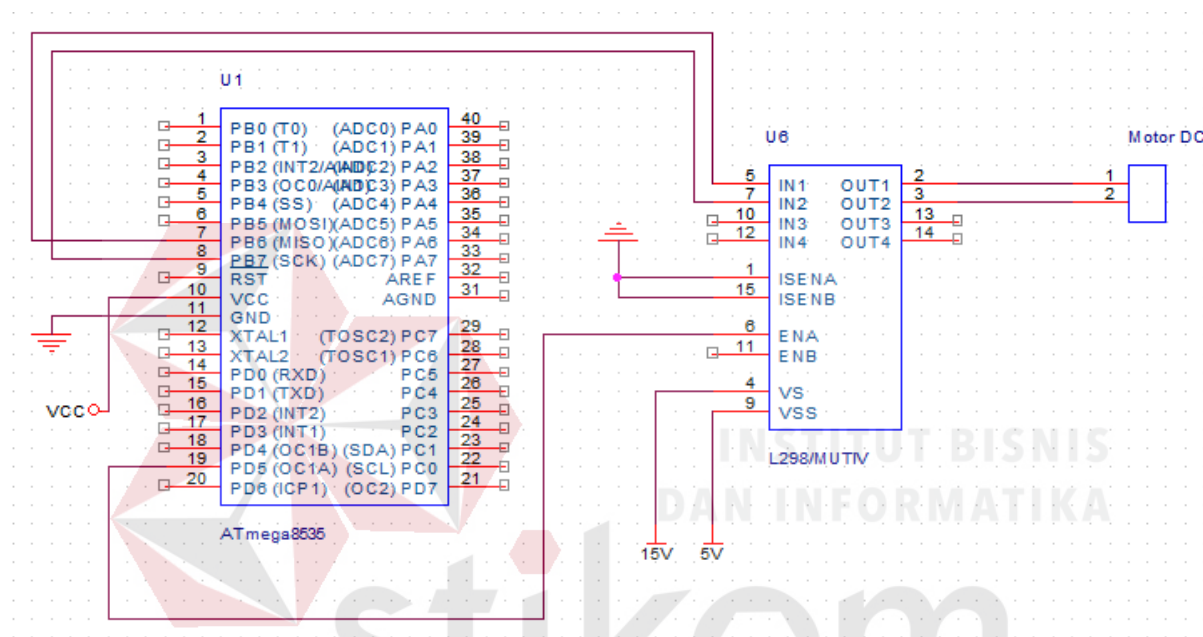 U1
1 PB0 (T0) (ADC0) PA0 40
2 PB1 (T1) (ADC1) PA1 39
3 PB2 (INT2/AIN0) (ADC2) PA2 38
4 PB3 (OC0/AIN1) (ADC3) PA3 37
5 PB4 (SS) (ADC4) PA4 36
6 PB5 (MOSI) (ADC5) PA5 35
7 PB6 (MISO) (ADC6) PA6 34
8 PB7 (SCK) (ADC7) PA7 33
9 RST AREF 32
10 VCC AGND 31
11 GND
12 XTAL1 (TOSC2) PC7 29
13 XTAL2 (TOSC1) PC6 28
14 PD0 (RXD) PC5 27
15 PD1 (TXD) PC4 26
16 PD2 (INT2) PC3 25
17 PD3 (INT1) PC2 24
18 PD4 (OC1B) (SDA) PC1 23
19 PD5 (OC1A) (SCL) PC0 22
20 PD6 (ICP1) (OC2) PD7 21
ATmega8535
VCC
U6
5 IN1 OUT1 2
7 IN2 OUT2 3
10 IN3 OUT3 13
12 IN4 OUT4 14
1 ISENA
15 ISENB
6 ENA
11 ENB
4 VS
9 VSS
L298/MUTIV
15V 5V
Motor DC
1
2
INSTITUT BISNIS
DAN INFORMATIKA
stikom